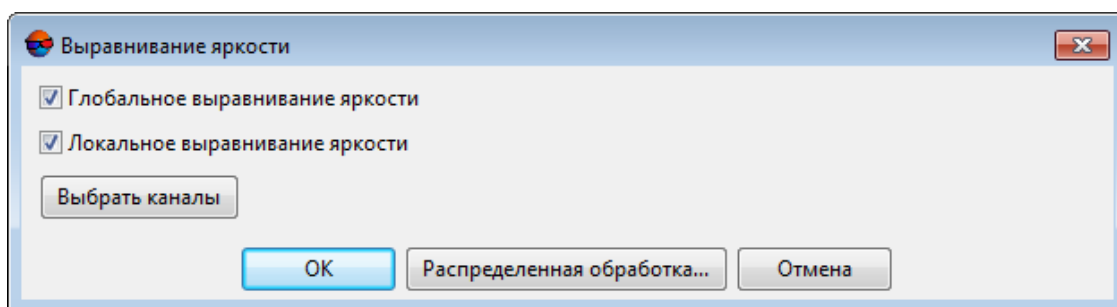 Выравнивание яркости
Глобальное выравнивание яркости
Локальное выравнивание яркости
Выбрать каналы
OK Распределенная обработка... Отмена